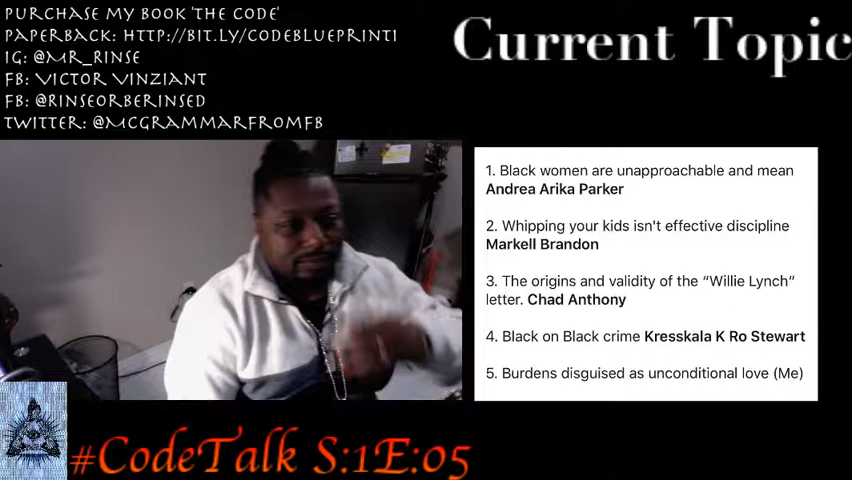 PURCHASE MY BOOK 'THE CODE'
PAPERBACK: HTTP://BIT.LY/CODEBLUEPRINT1
IG: @MR_RINSE
FB: VICTOR VINZIANT
FB: @RINSEORBERINSED
TWITTER: @MCGRAMMARFROMFB
Current Topic
1. Black women are unapproachable and mean
Andrea Arika Parker
2. Whipping your kids isn't effective discipline
Markell Brandon
3. The origins and validity of the “Willie Lynch”
letter. Chad Anthony
4. Black on Black crime Kresskala K Ro Stewart
5. Burdens disguised as unconditional love (Me)
#CodeTalk S:1E:05